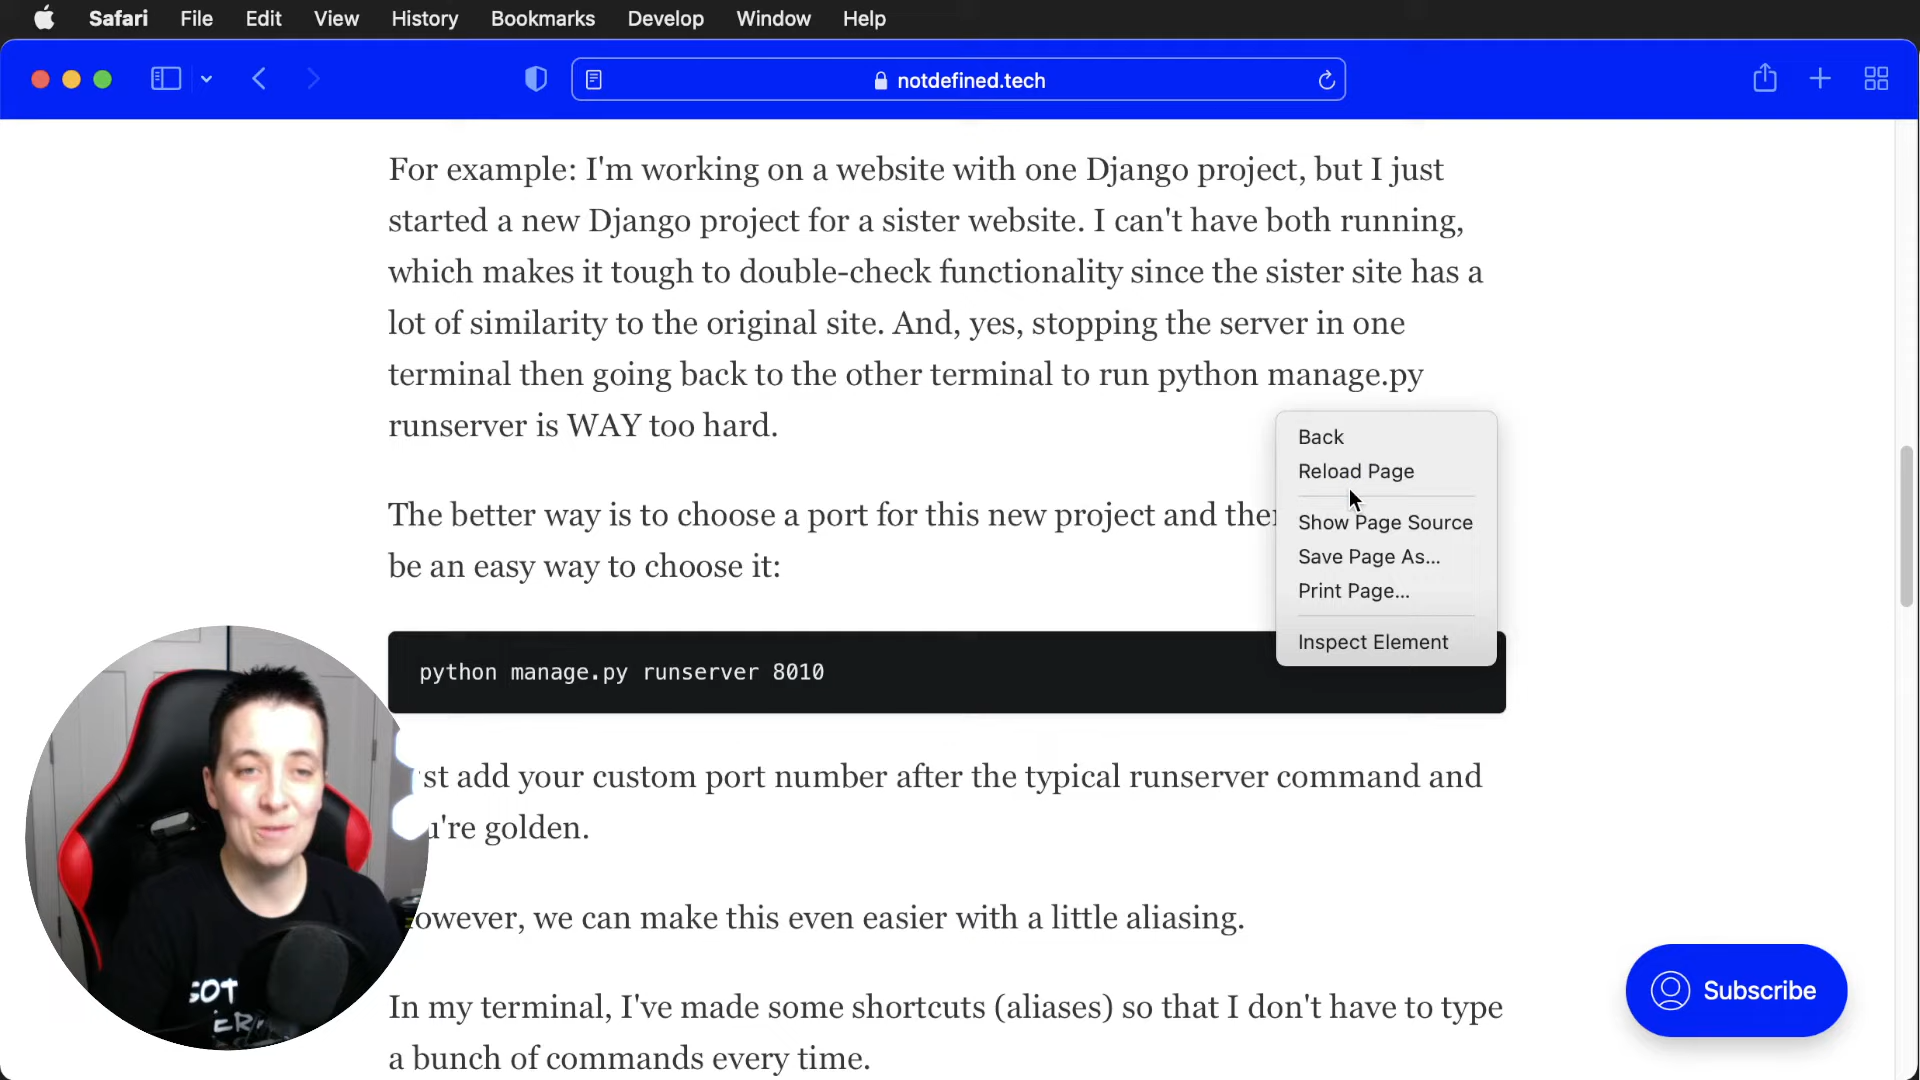 Safari File Edit View History Bookmarks Develop Window Help
notdefined.tech
For example: I'm working on a website with one Django project, but I just
started a new Django project for a sister website. I can't have both running,
which makes it tough to double-check functionality since the sister site has a
lot of similarity to the original site. And, yes, stopping the server in one
terminal then going back to the other terminal to run python manage.py
runserver is WAY too hard.
The better way is to choose a port for this new project and
be an easy way to choose it:
Back
Reload Page
Show Page Source
Save Page As...
Print Page...
Inspect Element
python manage.py runserver 8010
add your custom port number after the typical runserver command and
golden.
we can make this even easier with a little aliasing.
In my terminal, I've made some shortcuts (aliases) so that I don't have to type
a bunch of commands every time.
Subscribe